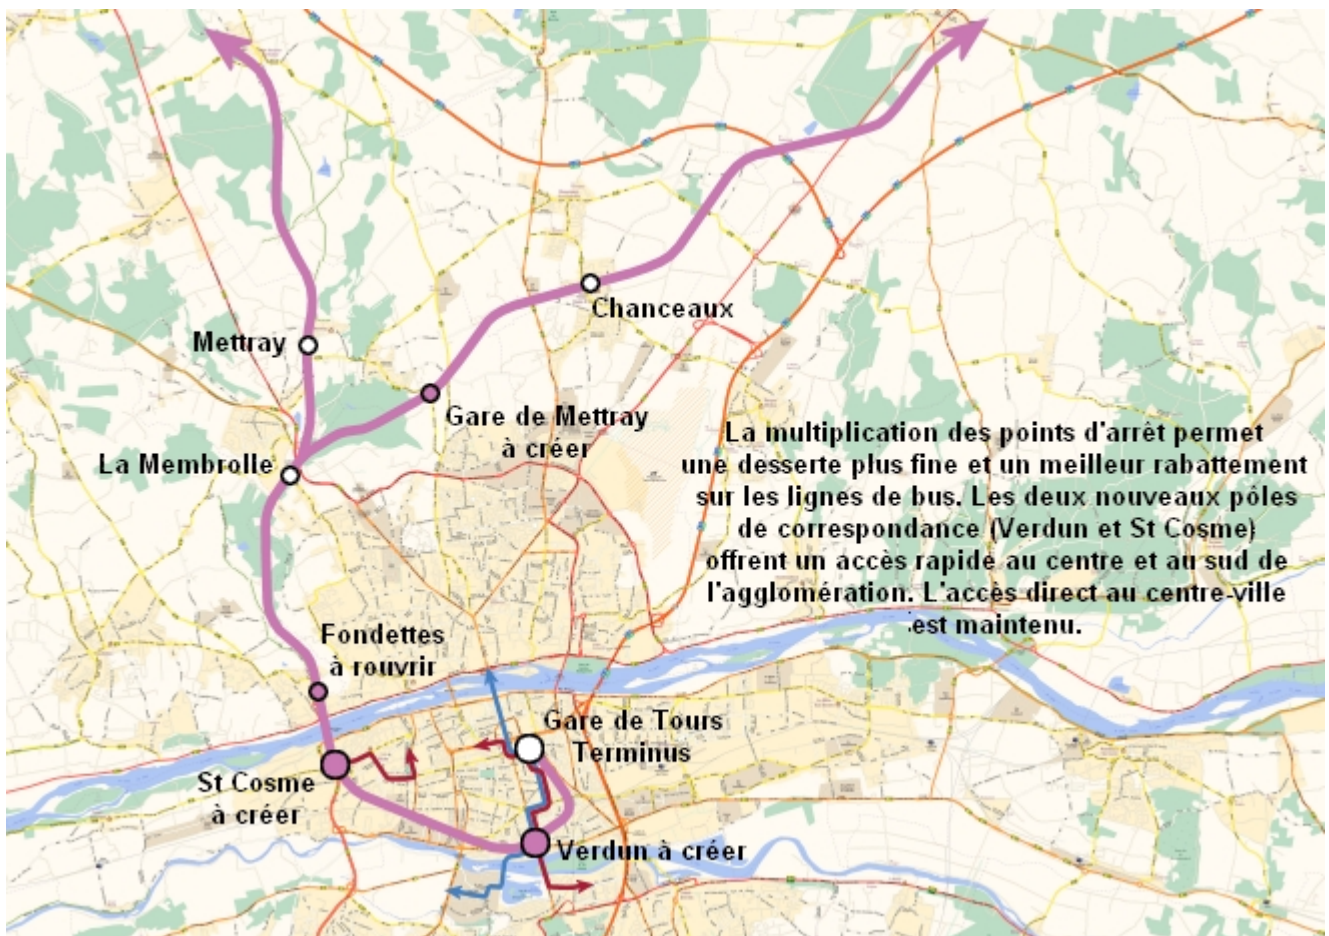 Chanceaux
Mettray
Gare de Mettray
à créer
La Membrolle
La multiplication des points d'arrêt permet
une desserte plus fine et un meilleur rabattement
sur les lignes de bus. Les deux nouveaux pôles
de correspondance (Verdun et St Cosme)
offrent un accès rapide au centre et au sud de
l'agglomération. L'accès direct au centre-ville
est maintenu.
Fondettes
à rouvrir
Gare de Tours
Terminus
St Cosme
à créer
Verdun à créer